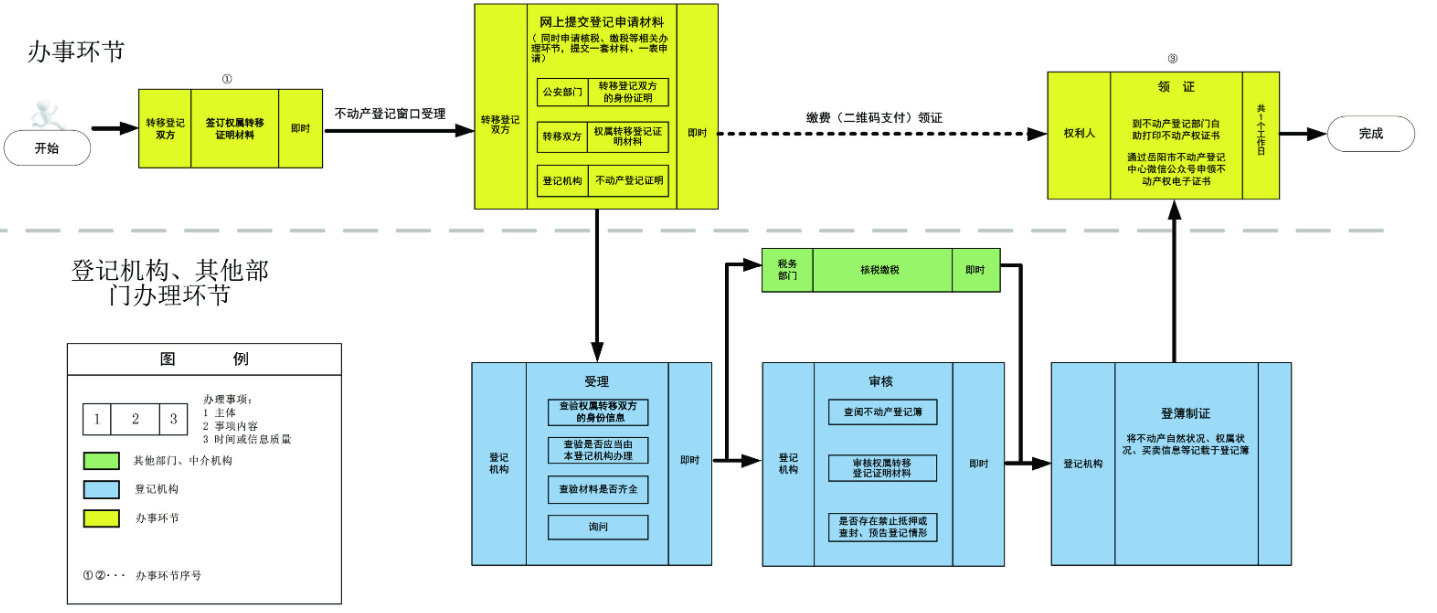 办事环节
开始
①
转移登记
双方
签订权属转移
证明材料
即时
不动产登记窗口受理
转移登记
双方
网上提交登记申请材料
（ 同时申请核税、缴税等相关办
理环节，提交一套材料、一表申
请）
公安部门
转移登记双方
的身份证明
转移双方
权属转移登记证
明材料
登记机构
不动产登记证明
即时
缴费（二维码支付）领证
③
权利人
领 证
到不动产登记部门自
助打印不动产权证书
通过岳阳市不动产登记
中心微信公众号申领不
动产权电子证书
共
1
个
工
作
日
完成
登记机构、其他部
门办理环节
税务
部门
核税缴税
即时
登记
机构
受理
查验权属转移双方
的身份信息
查验是否应当由
本登记机构办理
查验材料是否齐全
询问
即时
登记
机构
审核
查阅不动产登记簿
审核权属转移
登记证明材料
是否存在禁止抵押或
查封、预告登记情形
即时
登记机构
登簿制证
将不动产自然状况、权属状
况、买卖信息等记载于登记簿
图 例
1 2 3
办理事项：
1 主体
2 事项内容
3 时间或信息质量
其他部门、中介机构
登记机构
办事环节
①②··· 办事环节序号